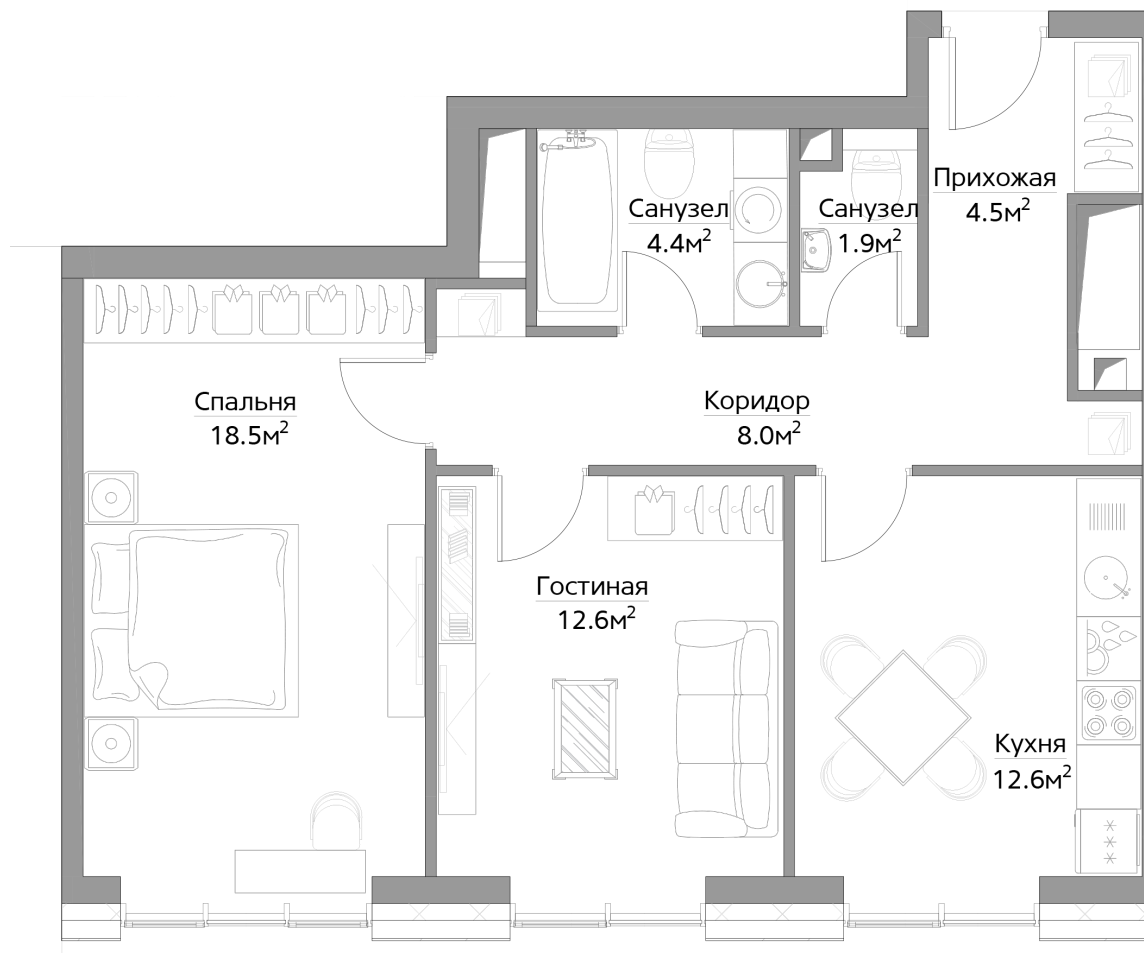 Прихожая
4.5м²
Санузел
4.4м²
Санузел
1.9м²
Спальня
18.5м²
Коридор
8.0м²
Гостиная
12.6м²
Кухня
12.6м²